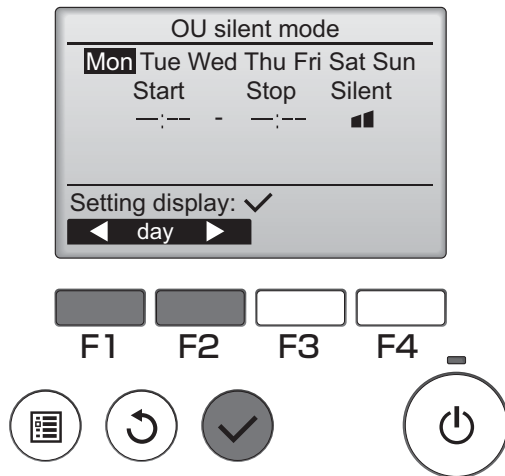 OU silent mode
Mon Tue Wed Thu Fri Sat Sun
Start Stop Silent
—:-- - —:--
Setting display: ✓
◀ day ▶
F1 F2 F3 F4